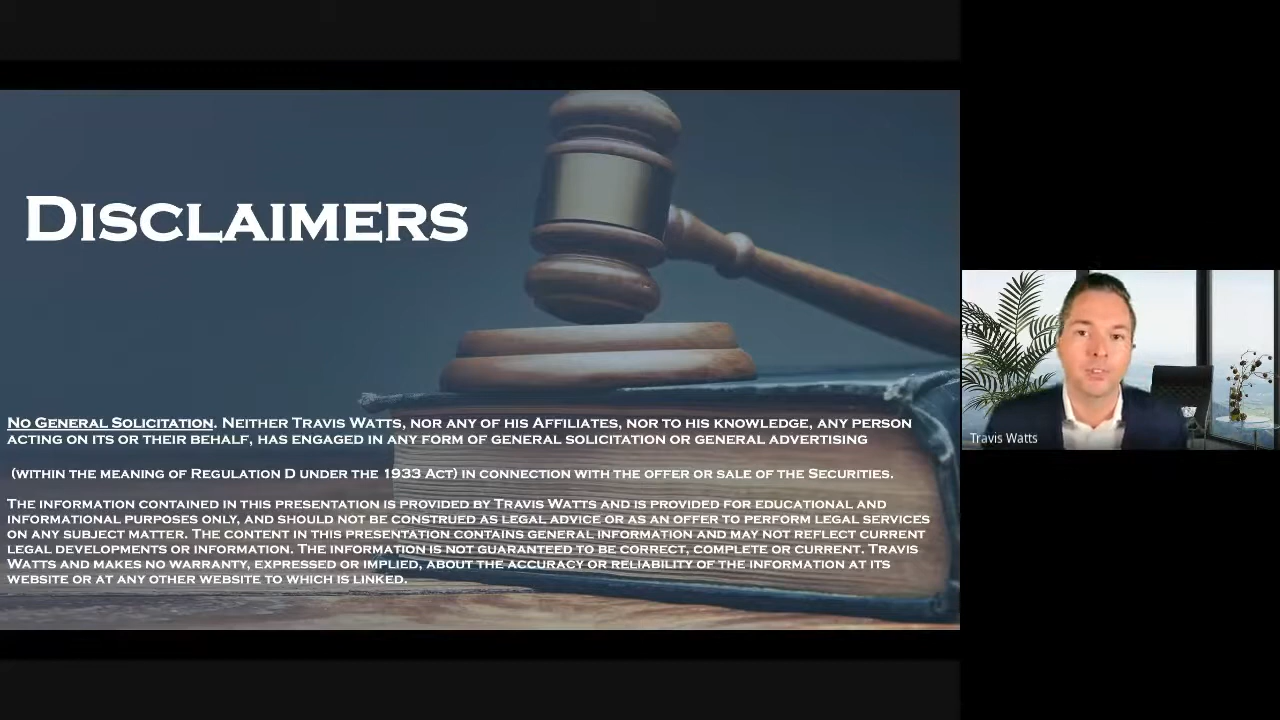 DISCLAIMERS
NO GENERAL SOLICITATION. NEITHER TRAVIS WATTS, NOR ANY OF HIS AFFILIATES, NOR TO HIS KNOWLEDGE, ANY PERSON
ACTING ON ITS OR THEIR BEHALF, HAS ENGAGED IN ANY FORM OF GENERAL SOLICITATION OR GENERAL ADVERTISING
(WITHIN THE MEANING OF REGULATION D UNDER THE 1933 ACT) IN CONNECTION WITH THE OFFER OR SALE OF THE SECURITIES.
THE INFORMATION CONTAINED IN THIS PRESENTATION IS PROVIDED BY TRAVIS WATTS AND IS PROVIDED FOR EDUCATIONAL AND
INFORMATIONAL PURPOSES ONLY, AND SHOULD NOT BE CONSTRUED AS LEGAL ADVICE OR AS AN OFFER TO PERFORM LEGAL SERVICES
ON ANY SUBJECT MATTER. THE CONTENT IN THIS PRESENTATION CONTAINS GENERAL INFORMATION AND MAY NOT REFLECT CURRENT
LEGAL DEVELOPMENTS OR INFORMATION. THE INFORMATION IS NOT GUARANTEED TO BE CORRECT, COMPLETE OR CURRENT. TRAVIS
WATTS AND MAKES NO WARRANTY, EXPRESSED OR IMPLIED, ABOUT THE ACCURACY OR RELIABILITY OF THE INFORMATION AT ITS
WEBSITE OR AT ANY OTHER WEBSITE TO WHICH IS LINKED.
Travis Watts